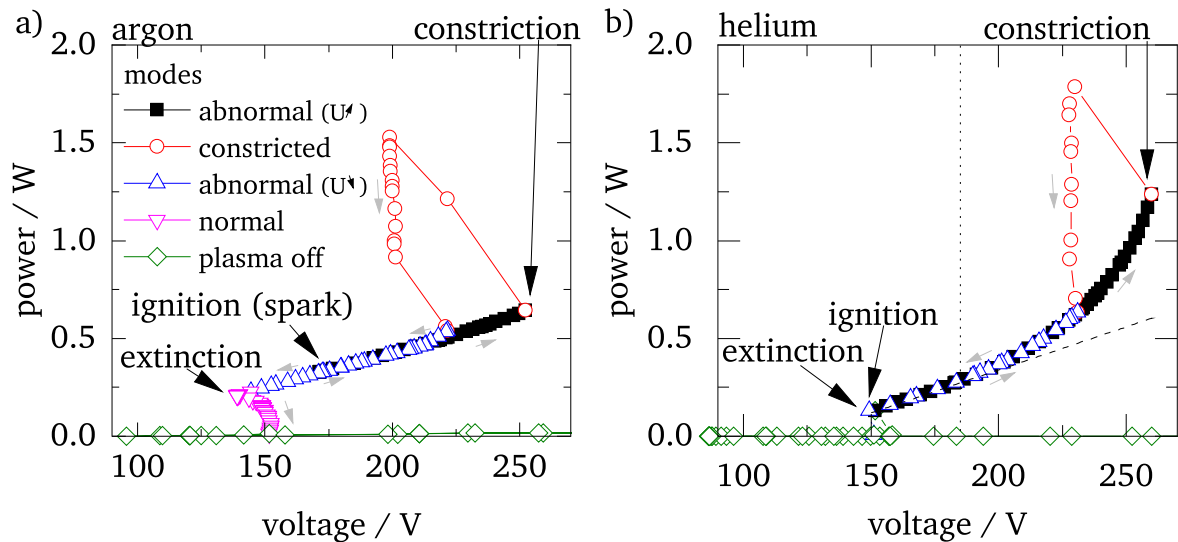 a)
argon
constriction
modes
abnormal (U
)
constricted
abnormal (U
)
normal
plasma off
ignition (spark)
extinction
2.0
1.5
1.0
0.5
0.0
power / W
100
150
200
250
voltage / V
b)
helium
constriction
ignition
extinction
2.0
1.5
1.0
0.5
0.0
power / W
100
150
200
250
voltage / V